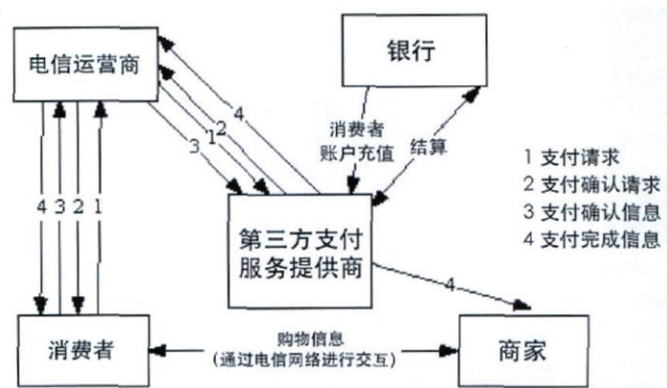 电信运营商
银行
4
2
1
3
消费者
账户充值
结算
1 支付请求
2 支付确认请求
3 支付确认信息
4 支付完成信息
4 3 2 1
第三方支付
服务提供商
4
消费者
购物信息
(通过电信网络进行交互)
商家